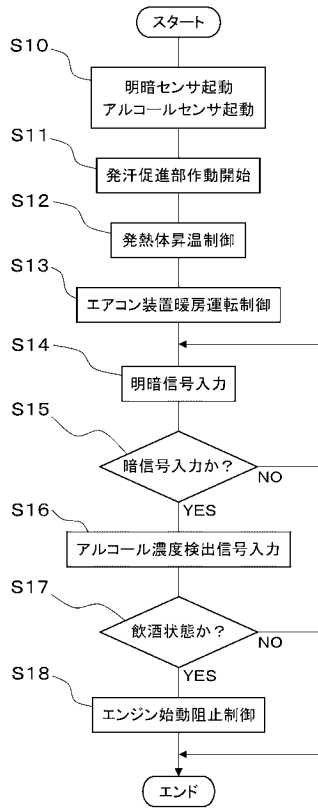 スタート
S10
明暗センサ起動
アルコールセンサ起動
S11
発汗促進部作動開始
S12
発熱体昇温制御
S13
エアコン装置暖房運転制御
S14
明暗信号入力
S15
暗信号入力か？
NO
YES
S16
アルコール濃度検出信号入力
S17
飲酒状態か？
NO
YES
S18
エンジン始動阻止制御
エンド